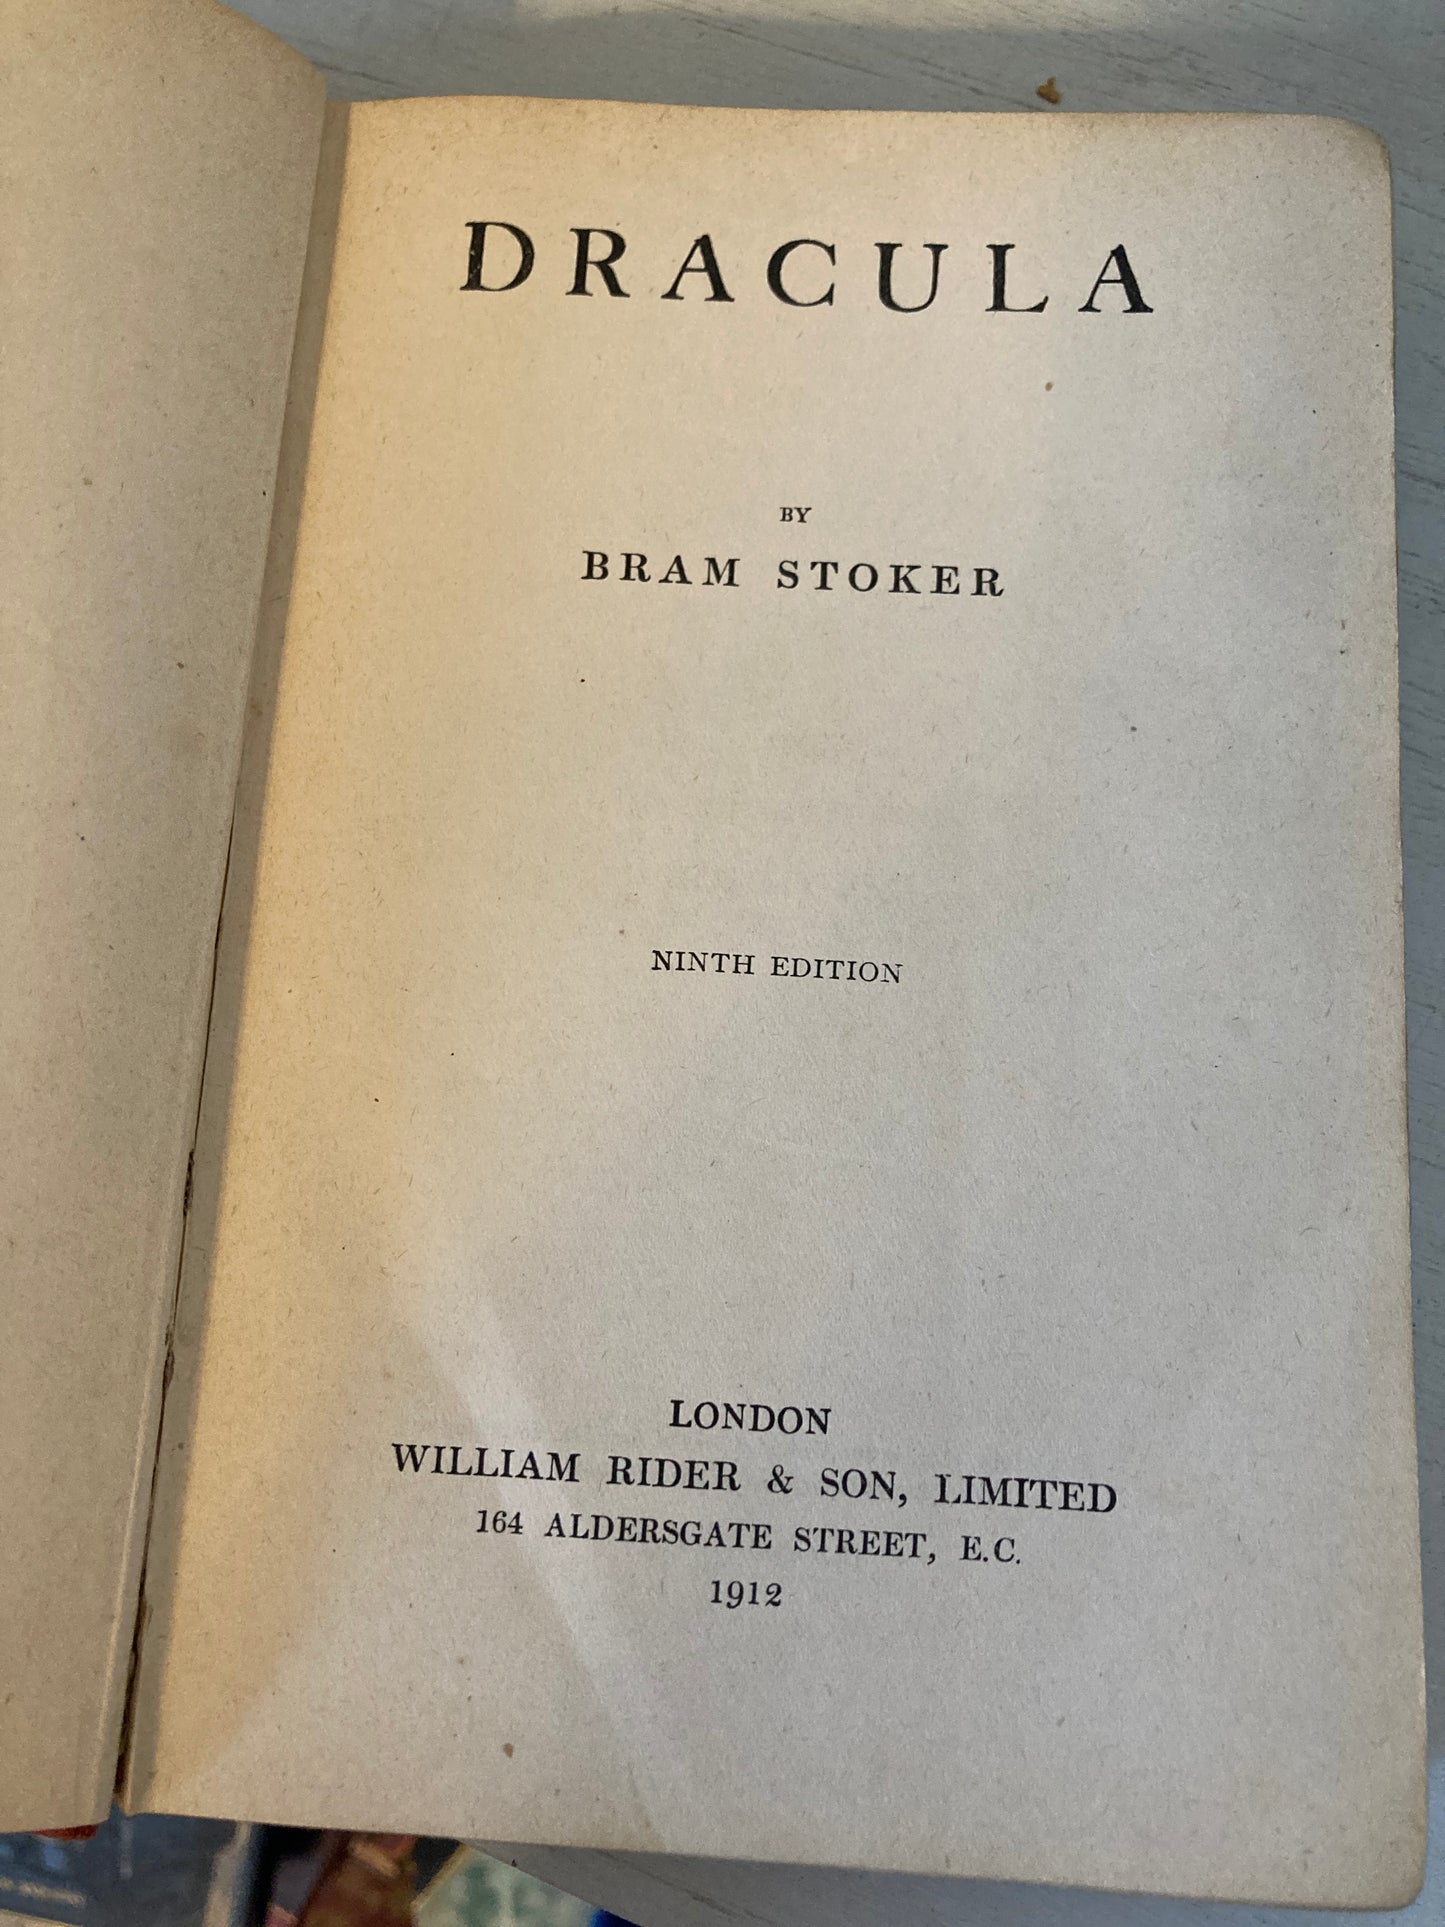 DRACULA
BY
BRAM STOKER
NINTH EDITION
LONDON
WILLIAM RIDER & SON, LIMITED
164 ALDERSGATE STREET, E.C.
1912